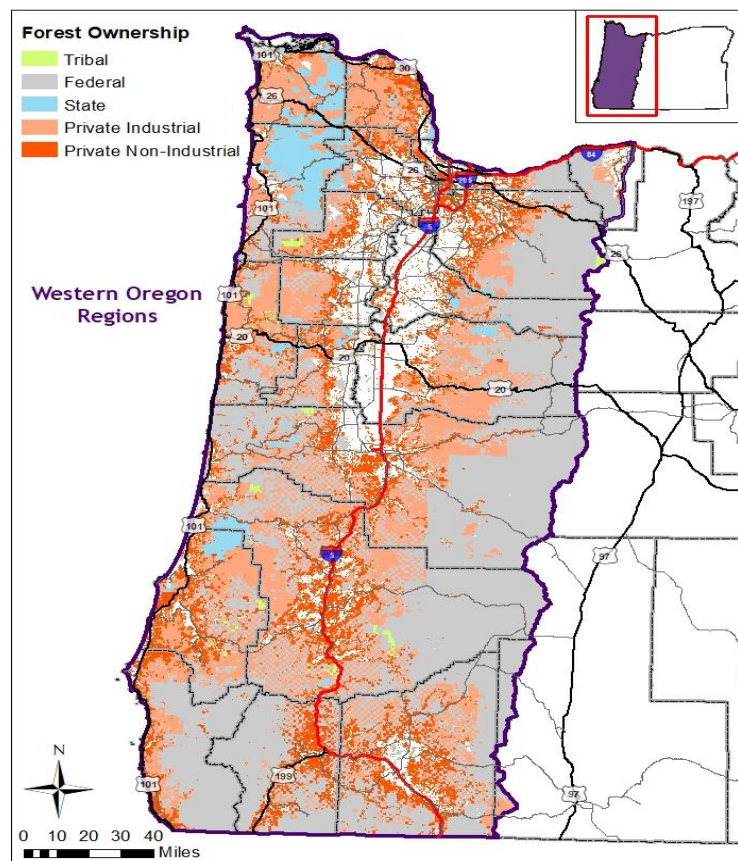 Forest Ownership
Tribal
Federal
State
Private Industrial
Private Non-Industrial
101
30
26
26
84
205
197
5
101
26
Western Oregon
Regions
101
20
20
20
101
97
5
199
101
97
N
0 10 20 30 40
Miles